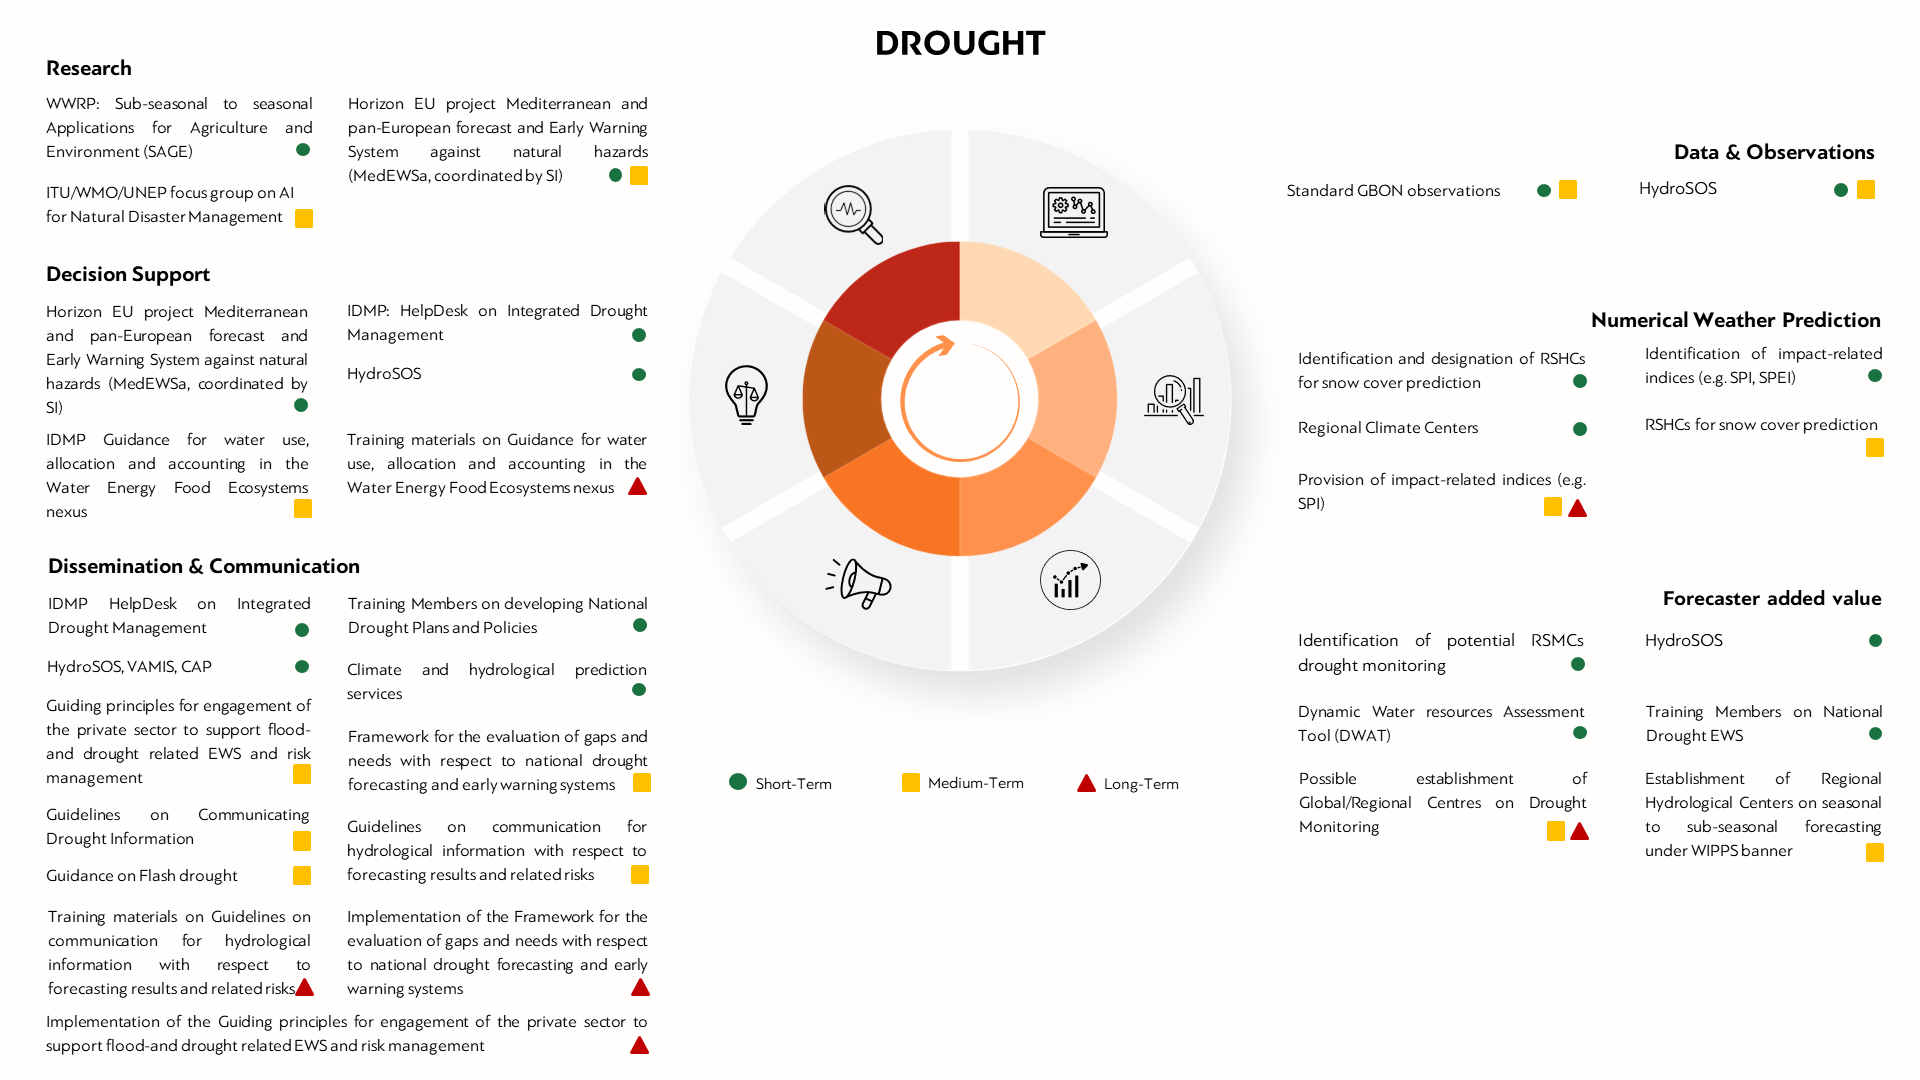 DROUGHT
Research
WWRP: Sub-seasonal to seasonal
Applications for Agriculture and
Environment (SAGE)
ITU/WMO/UNEP focus group on AI
for Natural Disaster Management
Horizon EU project Mediterranean and
pan-European forecast and Early Warning
System against natural hazards
(MedEWSa, coordinated by SI)
Decision Support
Horizon EU project Mediterranean
and pan-European forecast and
Early Warning System against natural
hazards (MedEWSa, coordinated by
SI)
IDMP Guidance for water use,
allocation and accounting in the
Water Energy Food Ecosystems
nexus
IDMP: HelpDesk on Integrated Drought
Management
HydroSOS
Training materials on Guidance for water
use, allocation and accounting in the
Water Energy Food Ecosystems nexus
Dissemination & Communication
IDMP HelpDesk on Integrated
Drought Management
HydroSOS, VAMIS, CAP
Guiding principles for engagement of
the private sector to support flood-
and drought related EWS and risk
management
Guidelines on Communicating
Drought Information
Guidance on Flash drought
Training materials on Guidelines on
communication for hydrological
information with respect to
forecasting results and related risks
Training Members on developing National
Drought Plans and Policies
Climate and hydrological prediction
services
Framework for the evaluation of gaps and
needs with respect to national drought
forecasting and early warning systems
Guidelines on communication for
hydrological information with respect to
forecasting results and related risks
Implementation of the Framework for the
evaluation of gaps and needs with respect
to national drought forecasting and early
warning systems
Implementation of the Guiding principles for engagement of the private sector to
support flood-and drought related EWS and risk management
Short-Term
Medium-Term
Long-Term
Data & Observations
Standard GBON observations
HydroSOS
Numerical Weather Prediction
Identification and designation of RSHCs
for snow cover prediction
Regional Climate Centers
Provision of impact-related indices (e.g.
SPI)
Identification of impact-related
indices (e.g. SPI, SPEI)
RSHCs for snow cover prediction
Forecaster added value
Identification of potential RSMCs
drought monitoring
Dynamic Water resources Assessment
Tool (DWAT)
Possible establishment of
Global/Regional Centres on Drought
Monitoring
HydroSOS
Training Members on National
Drought EWS
Establishment of Regional
Hydrological Centers on seasonal
to sub-seasonal forecasting
under WIPPS banner